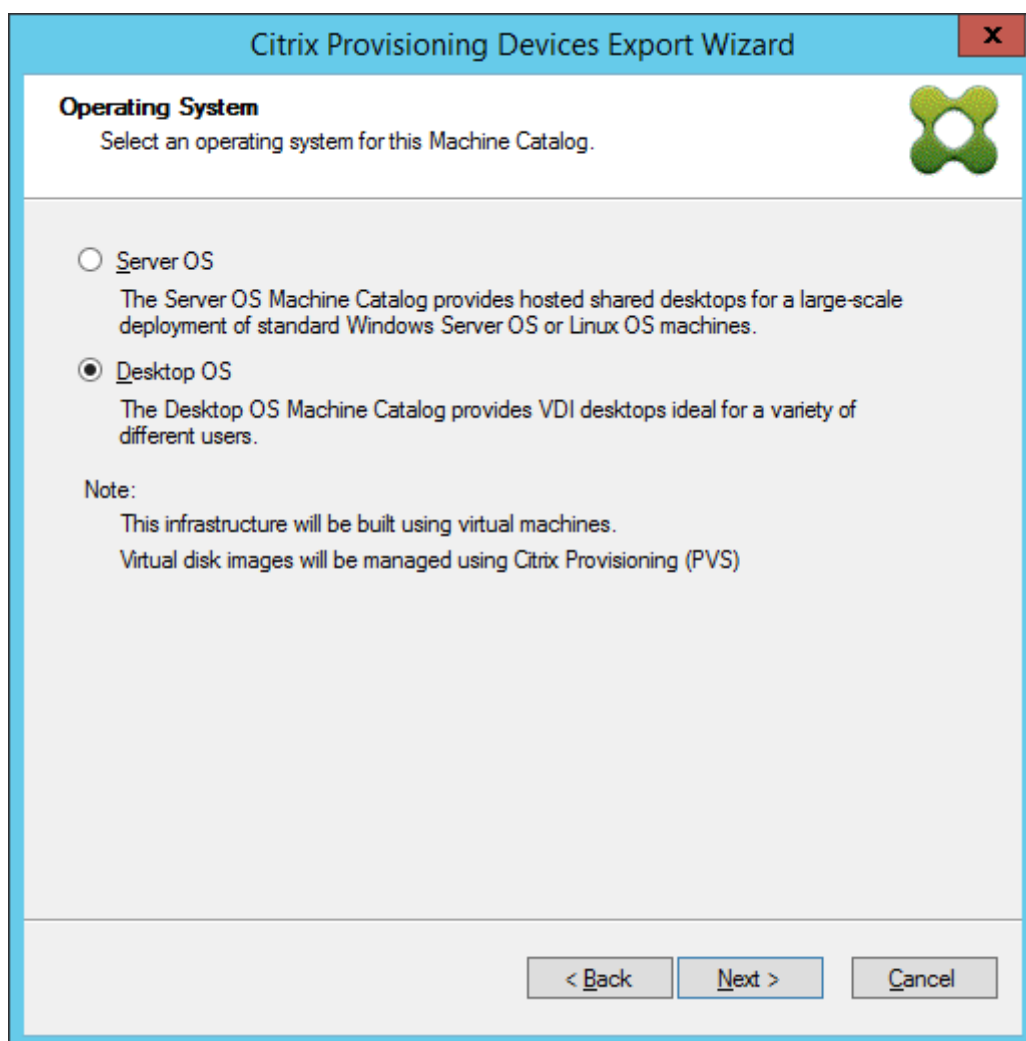 Citrix Provisioning Devices Export Wizard
x
Operating System
Select an operating system for this Machine Catalog.
Server OS
The Server OS Machine Catalog provides hosted shared desktops for a large-scale
deployment of standard Windows Server OS or Linux OS machines.
Desktop OS
The Desktop OS Machine Catalog provides VDI desktops ideal for a variety of
different users.
Note:
This infrastructure will be built using virtual machines.
Virtual disk images will be managed using Citrix Provisioning (PVS)
< Back Next > Cancel